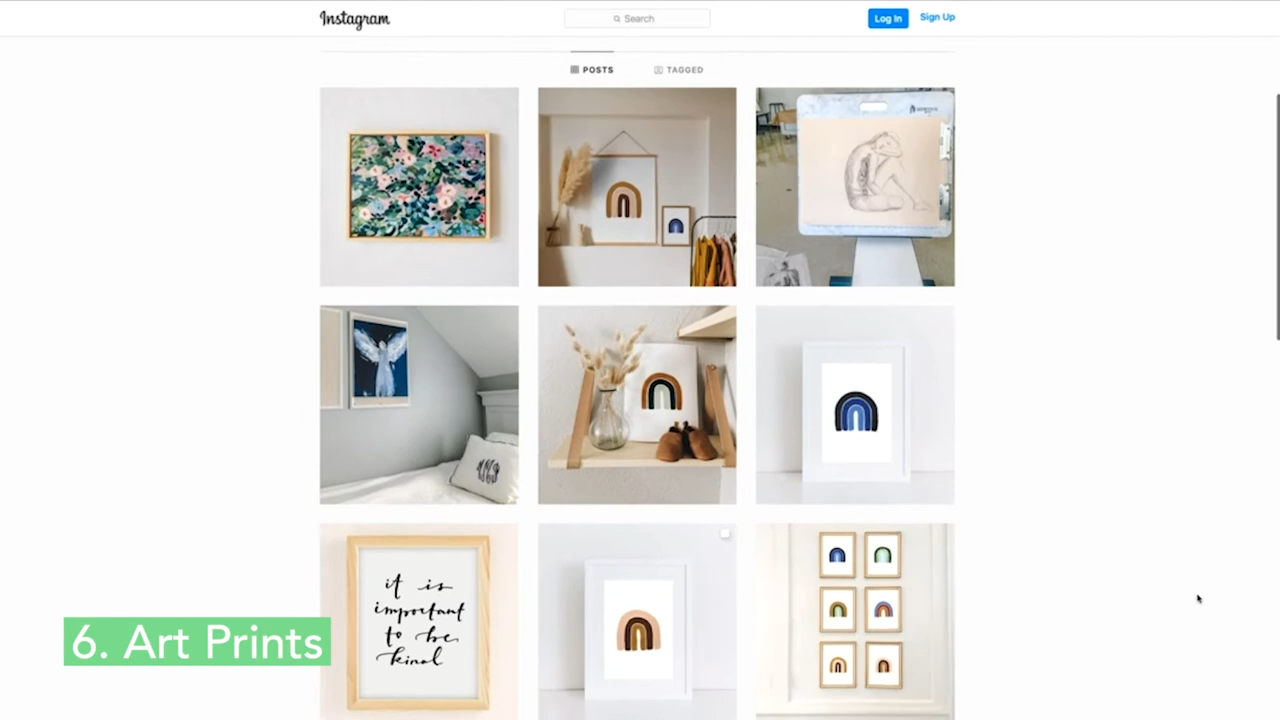 Instagram
Search
Log In
Sign Up
POSTS
TAGGED
it is
important
to be
kind
6. Art Prints